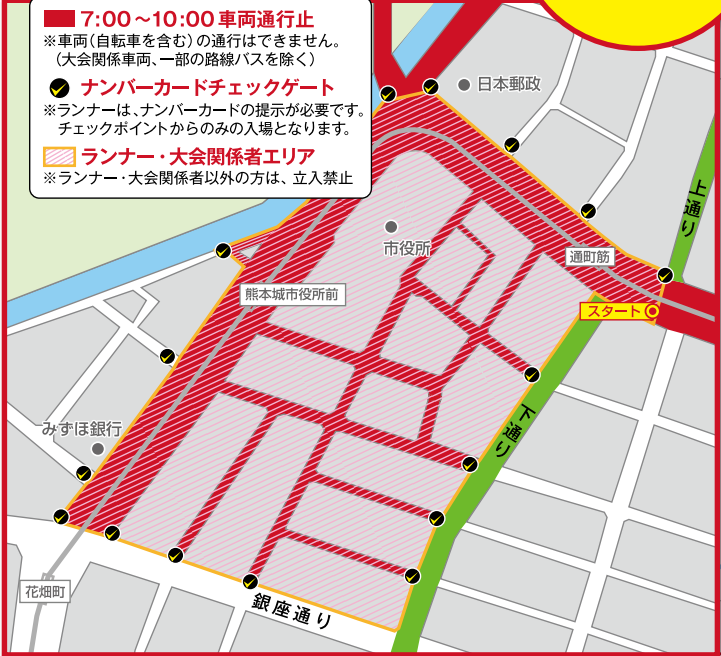 7:00～10:00 車両通行止
※車両(自転車を含む)の通行はできません。
(大会関係車両、一部の路線バスを除く)
ナンバーカードチェックゲート
※ランナーは、ナンバーカードの提示が必要です。
チェックポイントからのみの入場となります。
ランナー・大会関係者エリア
※ランナー・大会関係者以外の方は、立入禁止
日本郵政
上通り
市役所
通町筋
熊本城市役所前
スタート
みずほ銀行
下通り
花畑町
銀座通り